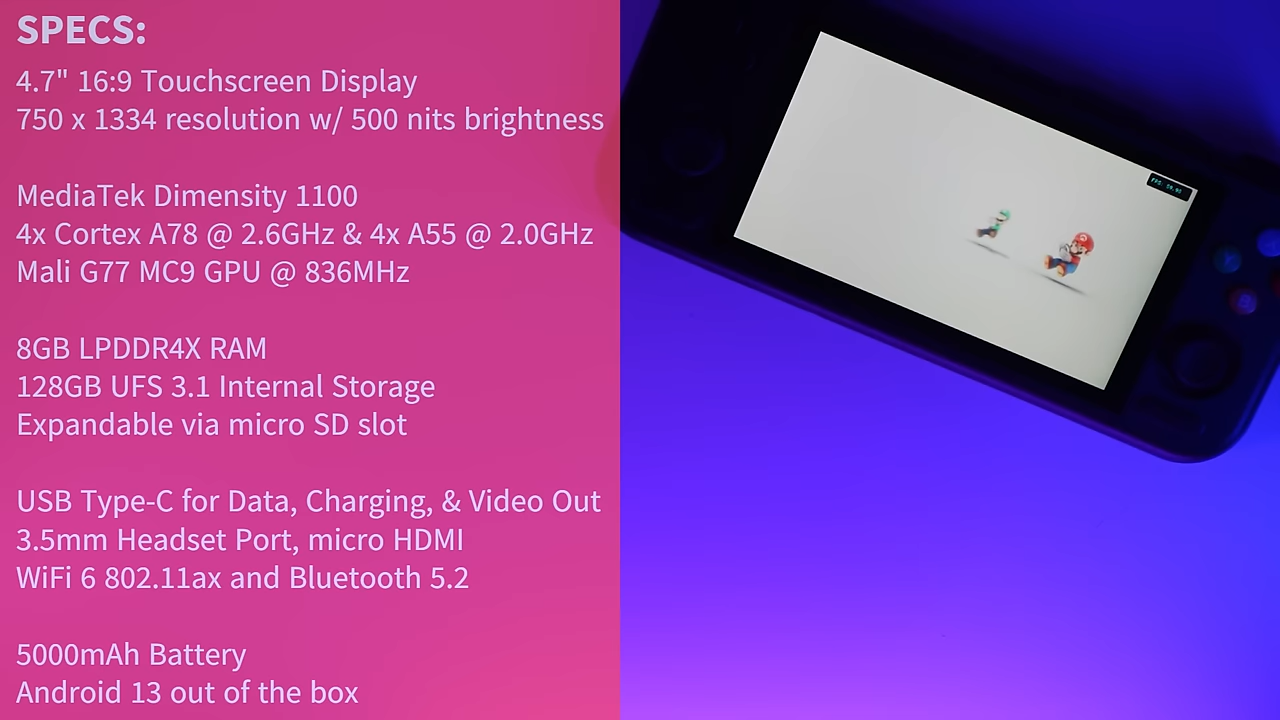 SPECS:
4.7" 16:9 Touchscreen Display
750 x 1334 resolution w/ 500 nits brightness
MediaTek Dimensity 1100
4x Cortex A78 @ 2.6GHz & 4x A55 @ 2.0GHz
Mali G77 MC9 GPU @ 836MHz
8GB LPDDR4X RAM
128GB UFS 3.1 Internal Storage
Expandable via micro SD slot
USB Type-C for Data, Charging, & Video Out
3.5mm Headset Port, micro HDMI
WiFi 6 802.11ax and Bluetooth 5.2
5000mAh Battery
Android 13 out of the box
FPS: